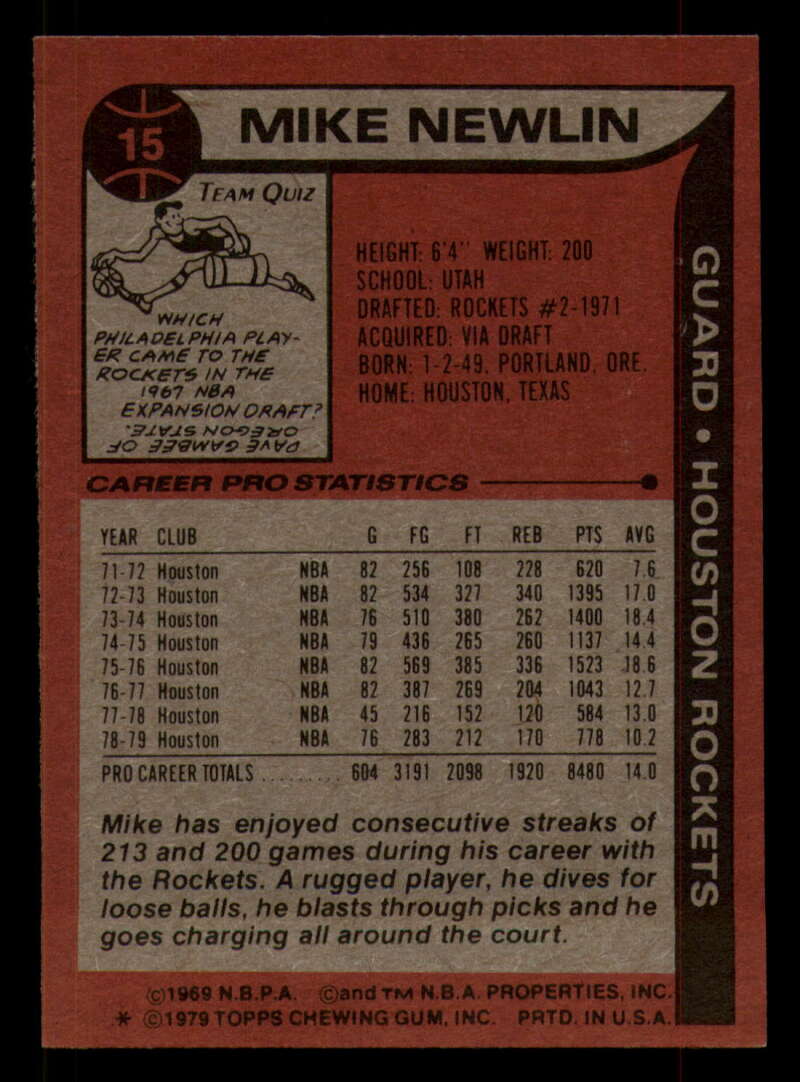 15
MIKE NEWLIN
TEAM QUIZ
WHICH
PHILADELPHIA PLAY-
ER CAME TO THE
ROCKETS IN THE
1967 NBA
EXPANSION DRAFT?
DAVE GAMBEE OF
OREGON STATE.
HEIGHT: 6'4" WEIGHT: 200
SCHOOL: UTAH
DRAFTED: ROCKETS #2-1971
ACQUIRED: VIA DRAFT
BORN: 1-2-49, PORTLAND, ORE.
HOME: HOUSTON, TEXAS
GUARD • HOUSTON ROCKETS
CAREER PRO STATISTICS
YEAR CLUB G FG FT REB PTS AVG
71-72 Houston NBA 82 256 108 228 620 7.6
72-73 Houston NBA 82 534 327 340 1395 17.0
73-74 Houston NBA 76 510 380 262 1400 18.4
74-75 Houston NBA 79 436 265 260 1137 14.4
75-76 Houston NBA 82 569 385 336 1523 18.6
76-77 Houston NBA 82 387 269 204 1043 12.7
77-78 Houston NBA 45 216 152 120 584 13.0
78-79 Houston NBA 76 283 212 170 778 10.2
PRO CAREER TOTALS .......... 604 3191 2098 1920 8480 14.0
Mike has enjoyed consecutive streaks of
213 and 200 games during his career with
the Rockets. A rugged player, he dives for
loose balls, he blasts through picks and he
goes charging all around the court.
©1969 N.B.P.A. ©and TM N.B.A. PROPERTIES, INC.
* ©1979 TOPPS CHEWING GUM, INC. PRTD. IN U.S.A.